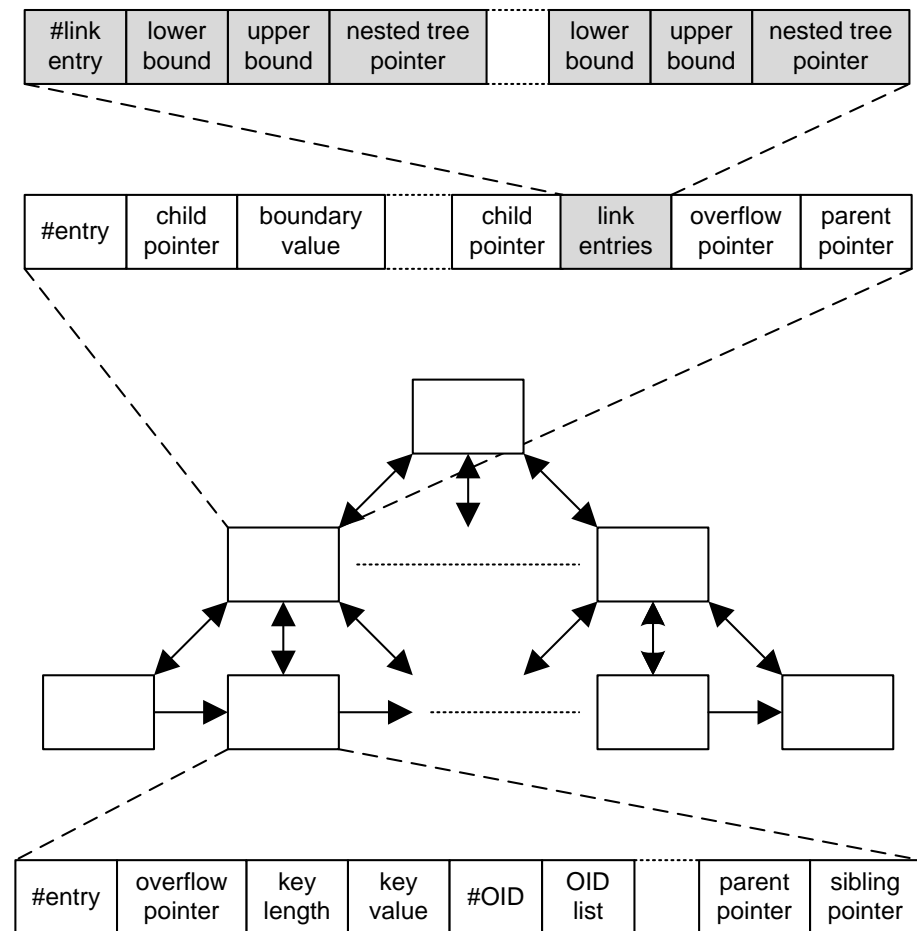 #link lower upper nested tree lower upper nested tree
entry bound bound pointer bound bound pointer
child boundary child link overflow parent
#entry
pointer value pointer entries pointer pointer
overflow key key OID parent sibling
#entry #OID
pointer length value list pointer pointer